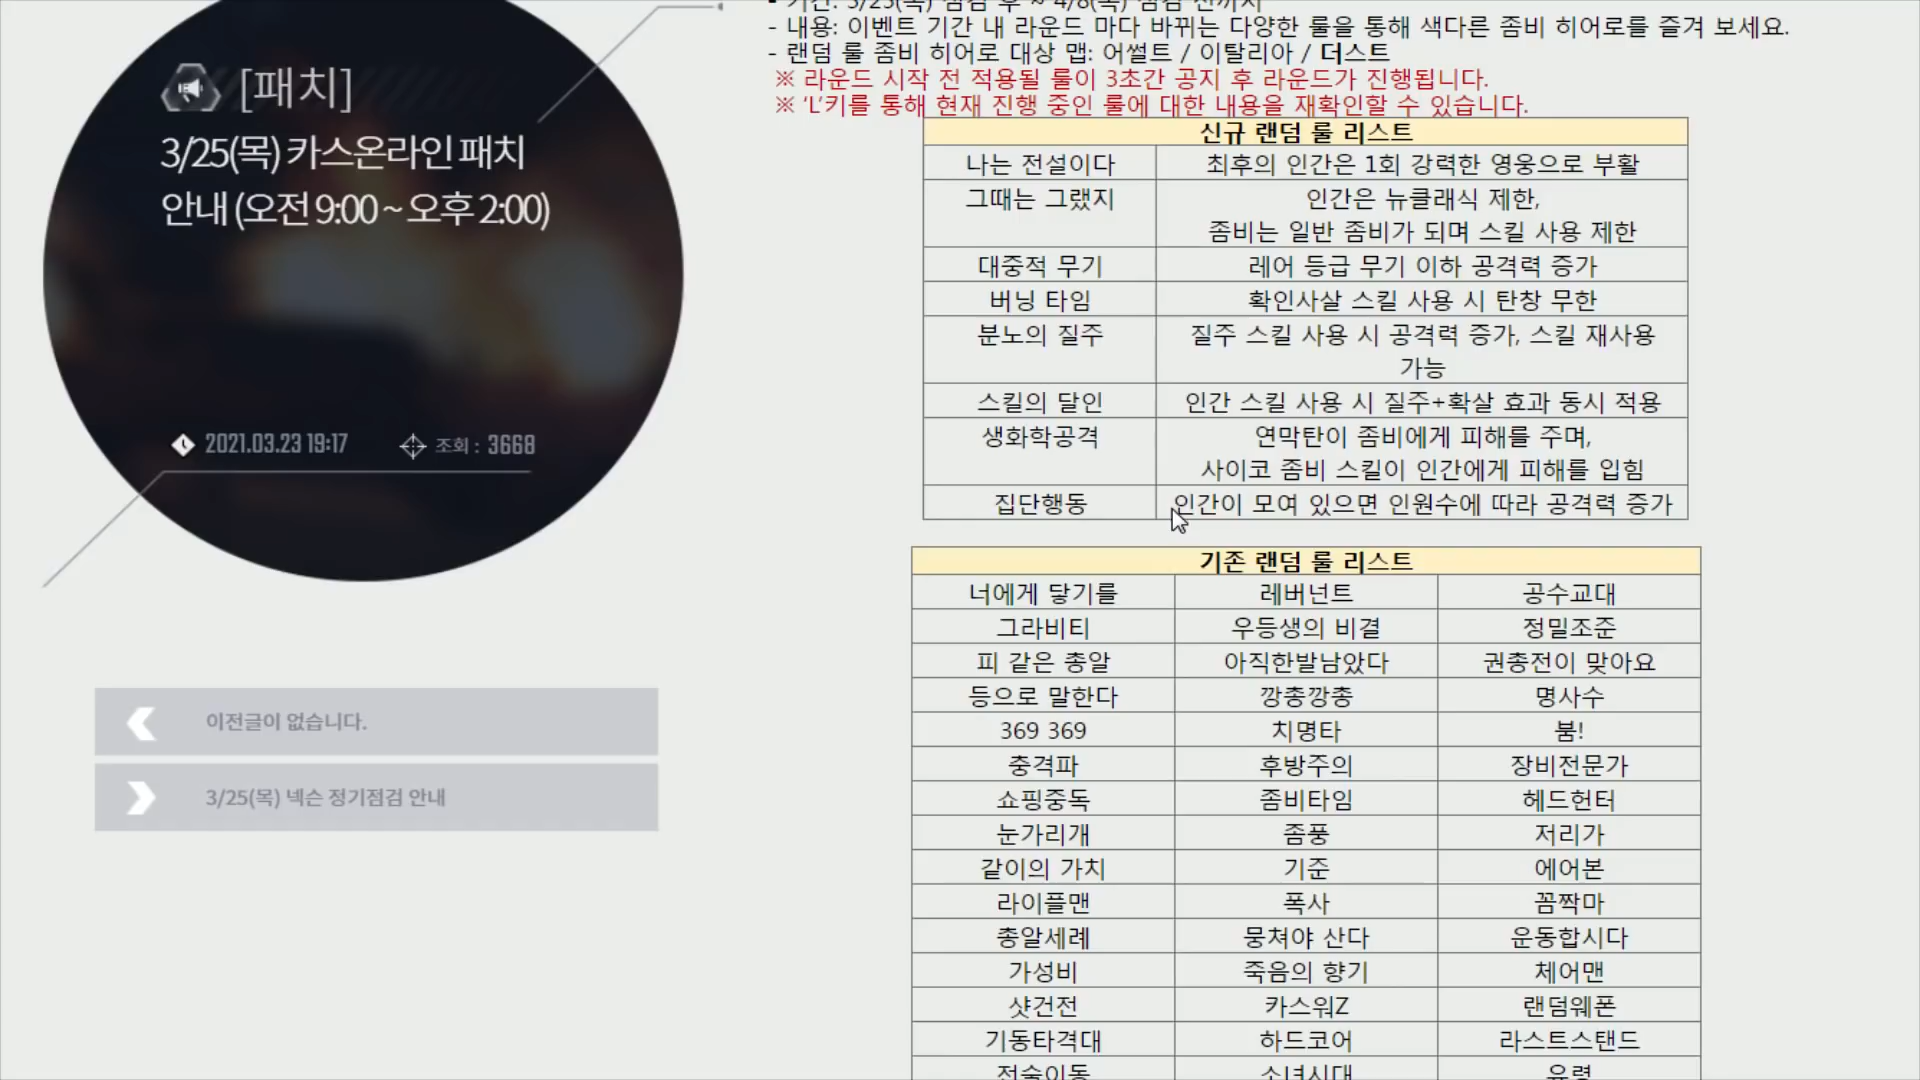 [패치]
3/25(목) 카스온라인 패치
안내 (오전 9:00 ~ 오후 2:00)
2021.03.23 19:17 조회 : 3668
이전글이 없습니다.
3/25(목) 넥슨 정기점검 안내
- 기간: 3/25(목) 점검 후 ~ 4/8(목) 점검 전까지
- 내용: 이벤트 기간 내 라운드 마다 바뀌는 다양한 룰을 통해 색다른 좀비 히어로를 즐겨 보세요.
- 랜덤 룰 좀비 히어로 대상 맵: 어썰트 / 이탈리아 / 더스트
※ 라운드 시작 전 적용될 룰이 3초간 공지 후 라운드가 진행됩니다.
※ ‘L’키를 통해 현재 진행 중인 룰에 대한 내용을 재확인할 수 있습니다.
신규 랜덤 룰 리스트
나는 전설이다 최후의 인간은 1회 강력한 영웅으로 부활
그때는 그랬지 인간은 뉴클래식 제한,
좀비는 일반 좀비가 되며 스킬 사용 제한
대중적 무기 레어 등급 무기 이하 공격력 증가
버닝 타임 확인사살 스킬 사용 시 탄창 무한
분노의 질주 질주 스킬 사용 시 공격력 증가, 스킬 재사용
가능
스킬의 달인 인간 스킬 사용 시 질주+확살 효과 동시 적용
생화학공격 연막탄이 좀비에게 피해를 주며,
사이코 좀비 스킬이 인간에게 피해를 입힘
집단행동 인간이 모여 있으면 인원수에 따라 공격력 증가
기존 랜덤 룰 리스트
너에게 닿기를 레버넌트 공수교대
그라비티 우등생의 비결 정밀조준
피 같은 총알 아직한발남았다 권총전이 맞아요
등으로 말한다 깡총깡총 명사수
369 369 치명타 붐!
충격파 후방주의 장비전문가
쇼핑중독 좀비타임 헤드헌터
눈가리개 좀풍 저리가
같이의 가치 기준 에어본
라이플맨 폭사 꼼짝마
총알세례 뭉쳐야 산다 운동합시다
가성비 죽음의 향기 체어맨
샷건전 카스워Z 랜덤웨폰
기동타격대 하드코어 라스트스탠드
전술이동 소녀시대 유령